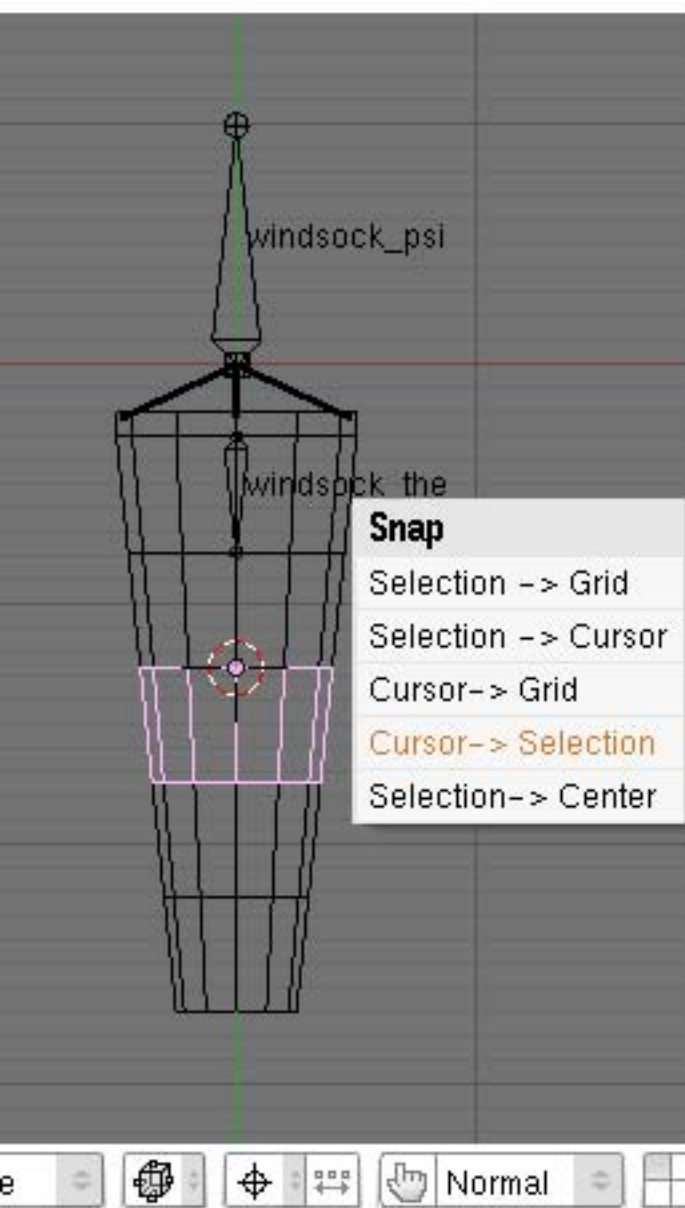 windsock_psi
windsock_the
Snap
Selection -> Grid
Selection -> Cursor
Cursor-> Grid
Cursor-> Selection
Selection-> Center
e
Normal